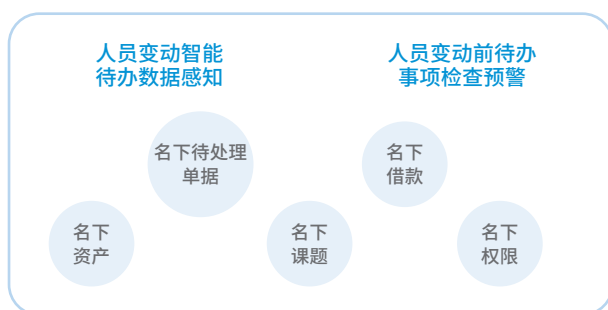 人员变动智能
待办数据感知
人员变动前待办
事项检查预警
名下待处理
单据
名下
借款
名下
资产
名下
课题
名下
权限